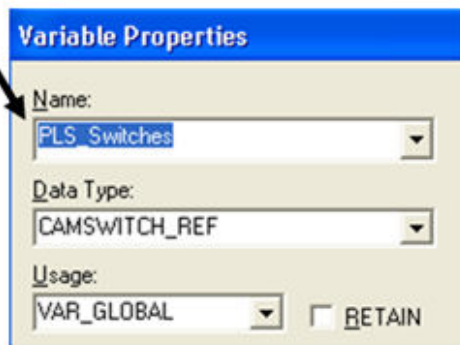 Variable Properties
Name:
PLS_Switches
Data Type:
CAMSWITCH_REF
Usage:
VAR_GLOBAL RETAIN